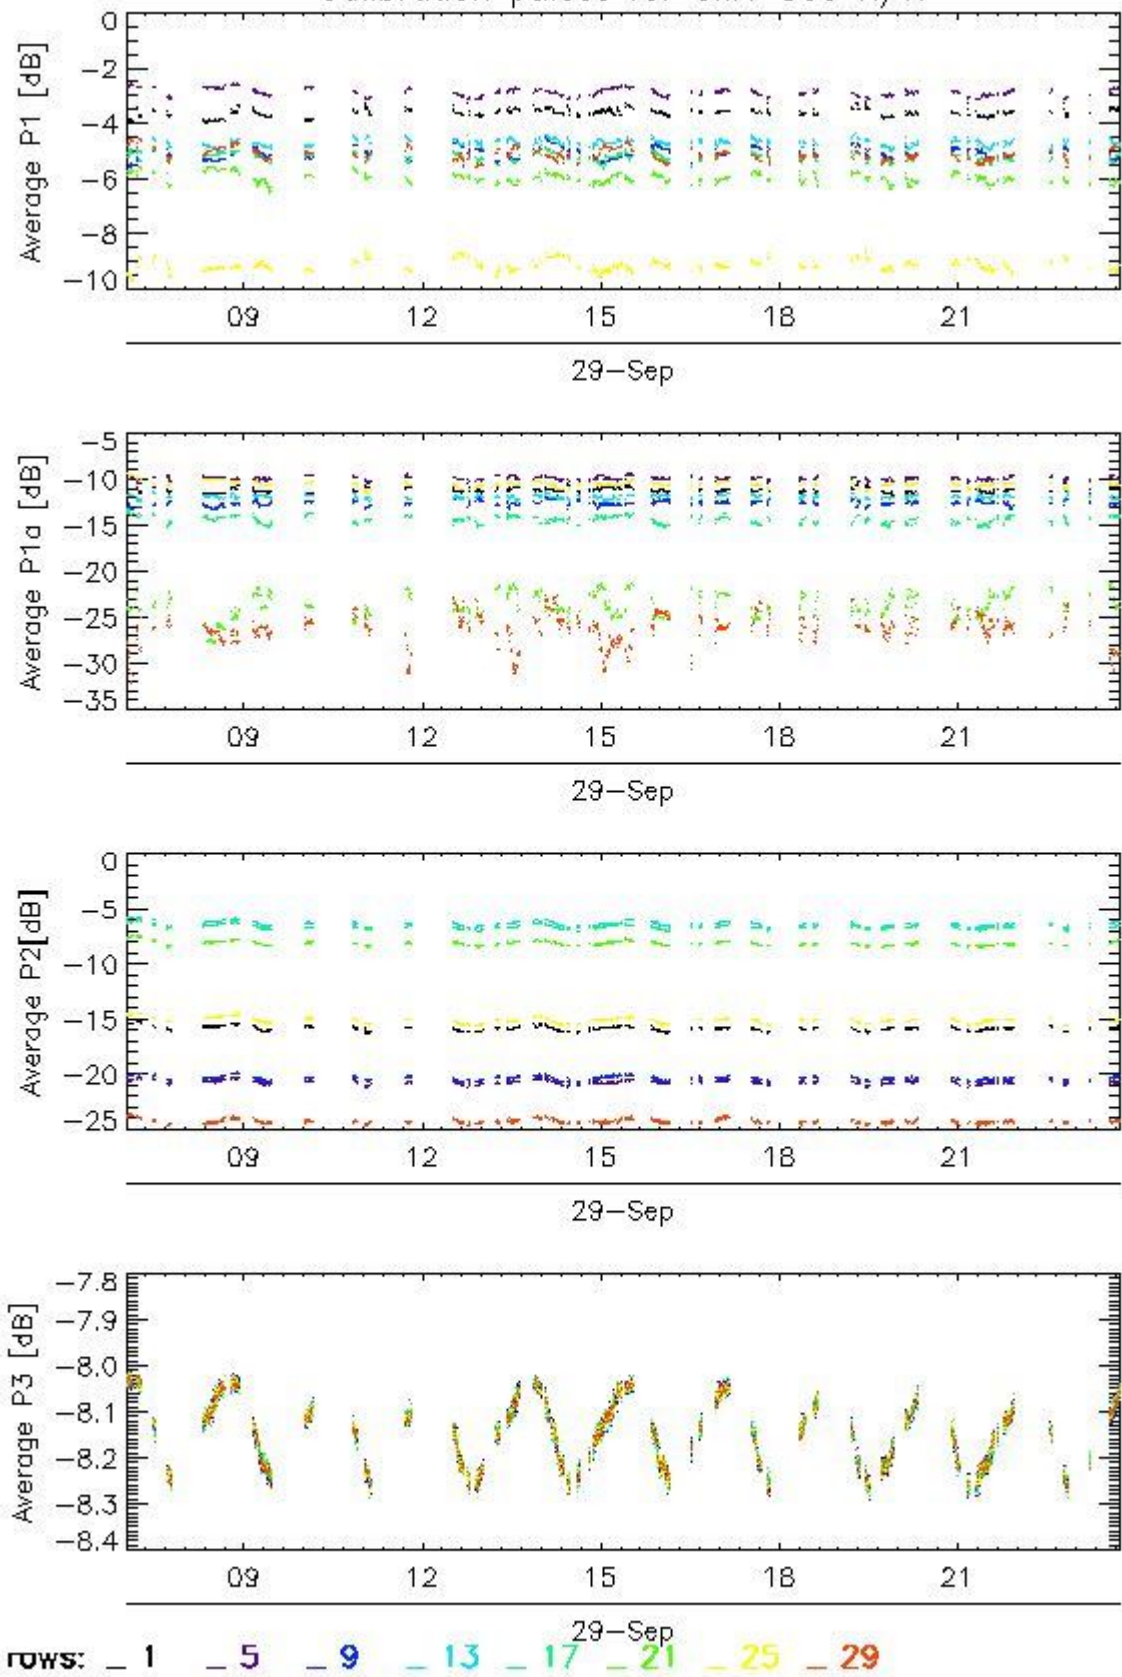 0
-2
-4
-6
-8
-10
Average P1 [dB]
09 12 15 18 21
29-Sep
-5
-10
-15
-20
-25
-30
-35
Average P1a [dB]
09 12 15 18 21
29-Sep
0
-5
-10
-15
-20
-25
Average P2[dB]
09 12 15 18 21
29-Sep
-7.8
-7.9
-8.0
-8.1
-8.2
-8.3
-8.4
Average P3 [dB]
09 12 15 18 21
29-Sep
rows: _ 1 _ 5 _ 9 _ 13 _ 17 _ 21 _ 25 _ 29